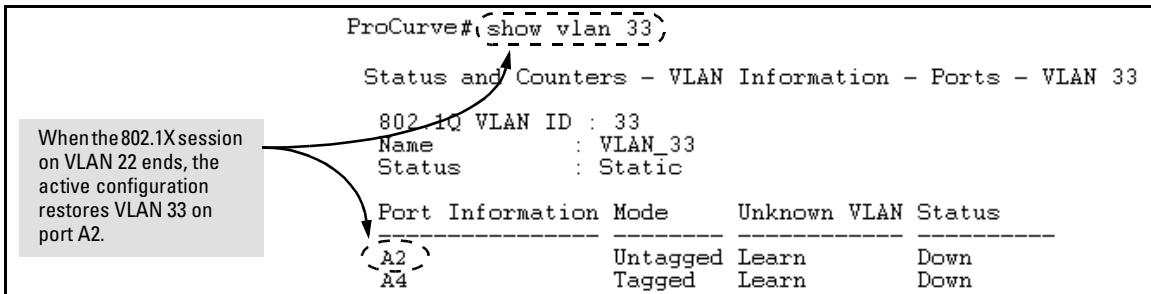 ProCurve# show vlan 33
Status and Counters - VLAN Information - Ports - VLAN 33
802.1Q VLAN ID : 33
Name : VLAN_33
Status : Static
When the 802.1X session
on VLAN 22 ends, the
active configuration
restores VLAN 33 on
port A2.
Port Information Mode Unknown VLAN Status
---------------- -------- ------------ ----------
A2 Untagged Learn Down
A4 Tagged Learn Down